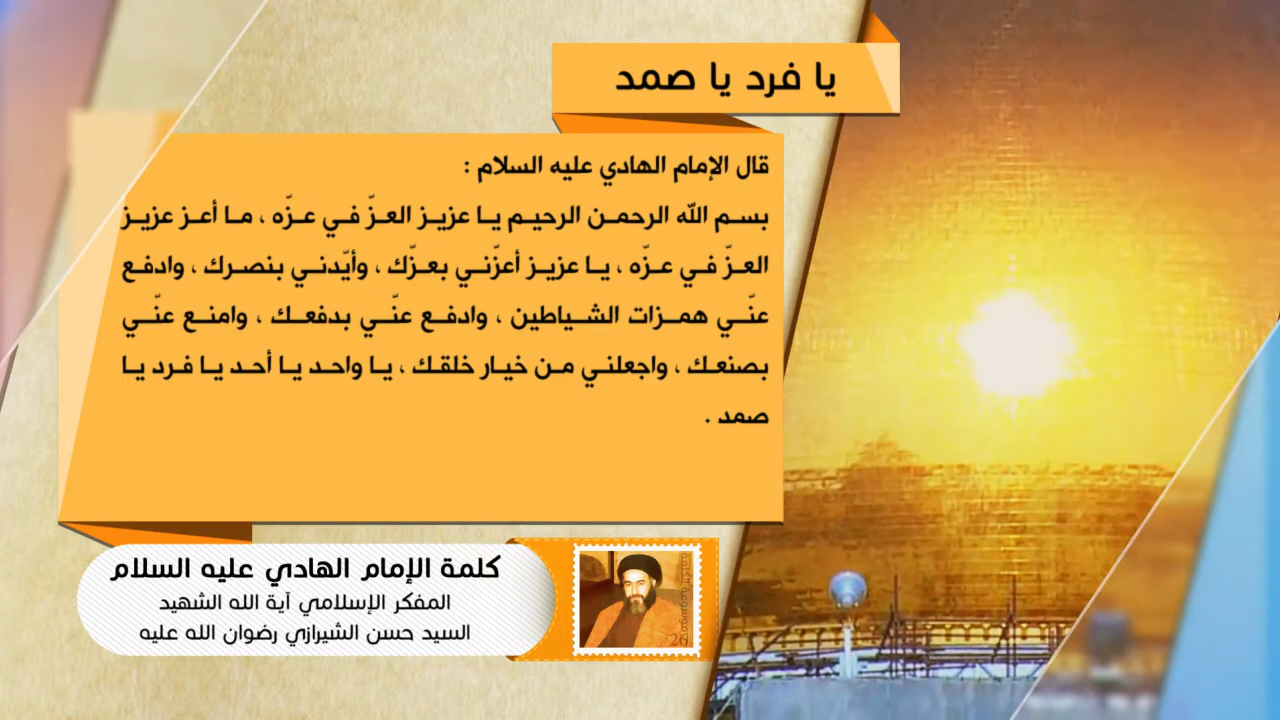 يا فرد يا صمد
قال الإمام الهادي عليه السلام :
بسم الله الرحمن الرحيم يا عزيز العزّ في عزّه ، ما أعز عزيز
العزّ في عزّه ، يا عزيز أعزّني بعزّك ، وأيّدني بنصرك ، وادفع
عنّي همزات الشياطين ، وادفع عنّي بدفعك ، وامنع عنّي
بصنعك ، واجعلني من خيار خلقك ، يا واحد يا أحد يا فرد يا
صمد .
كلمة الإمام الهادي عليه السلام
المفكر الإسلامي آية الله الشهيد
السيد حسن الشيرازي رضوان الله عليه